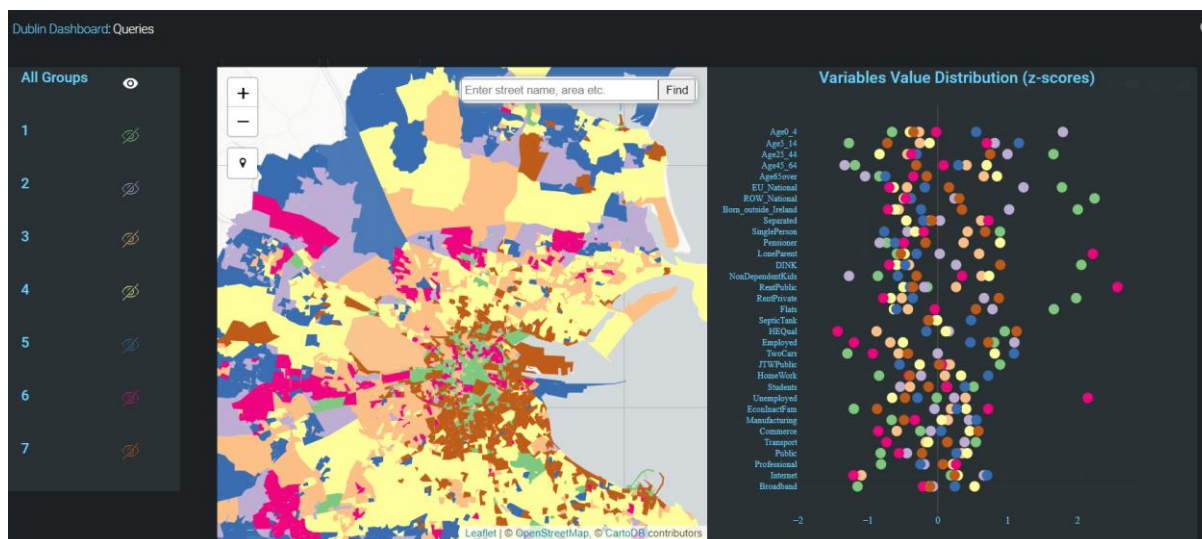 Dublin Dashboard: Queries
All Groups
1
2
3
4
5
6
7
+
−
Enter street name, area etc. Find
Leaflet | © OpenStreetMap, © CartoDB contributors
Variables Value Distribution (z-scores)
Age0_4
Age5_14
Age25_44
Age45_64
Age65over
EU_National
ROW_National
Born_outside_Ireland
Separated
SinglePerson
Pensioner
LoneParent
DINK
NonDependentKids
RentPublic
RentPrivate
Flats
SepticTank
HEQual
Employed
TwoCars
JTWPublic
HomeWork
Students
Unemployed
EconInactFam
Manufacturing
Commerce
Transport
Public
Professional
Internet
Broadband
−2 −1 0 1 2